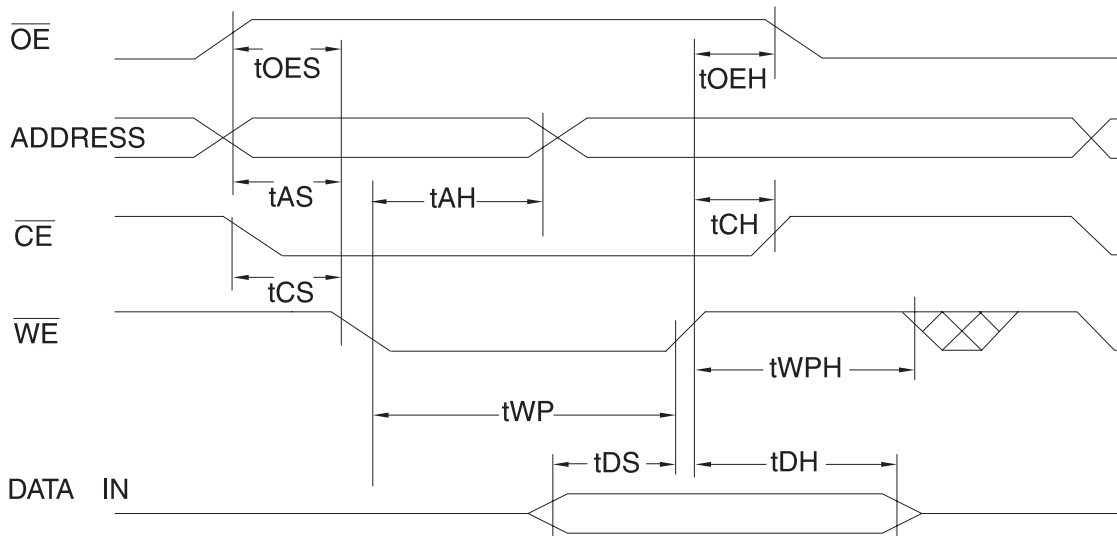 OE
tOES
tOEH
ADDRESS
tAS
tAH
tCH
CE
tCS
WE
tWPH
tWP
tDS
tDH
DATA IN